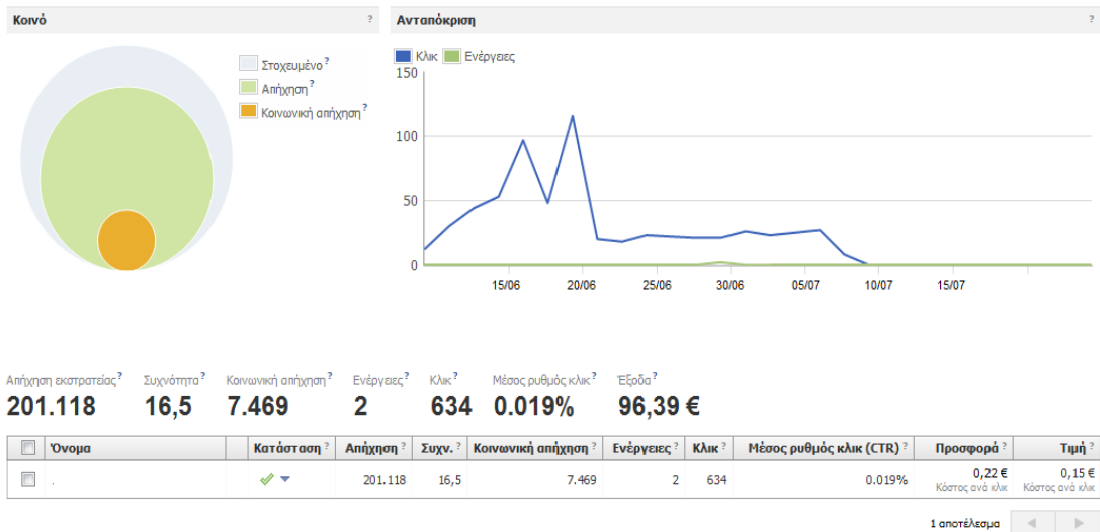 Κοινό ?
Στοχευμένο ?
Απήχηση ?
Κοινωνική απήχηση ?
Ανταπόκριση ?
Κλικ Ενέργειες
150
100
50
0
15/06 20/06 25/06 30/06 05/07 10/07 15/07
Απήχηση εκστρατείας ? Συχνότητα ? Κοινωνική απήχηση ? Ενέργειες ? Κλικ ? Μέσος ρυθμός κλικ ? Έξοδα ?
201.118 16,5 7.469 2 634 0.019% 96,39 €
Όνομα Κατάσταση ? Απήχηση ? Συχν. ? Κοινωνική απήχηση ? Ενέργειες ? Κλικ ? Μέσος ρυθμός κλικ (CTR) ? Προσφορά ? Τιμή ?
. 201.118 16,5 7.469 2 634 0.019% 0,22 € 0,15 €
Κόστος ανά κλικ Κόστος ανά κλικ
1 αποτέλεσμα